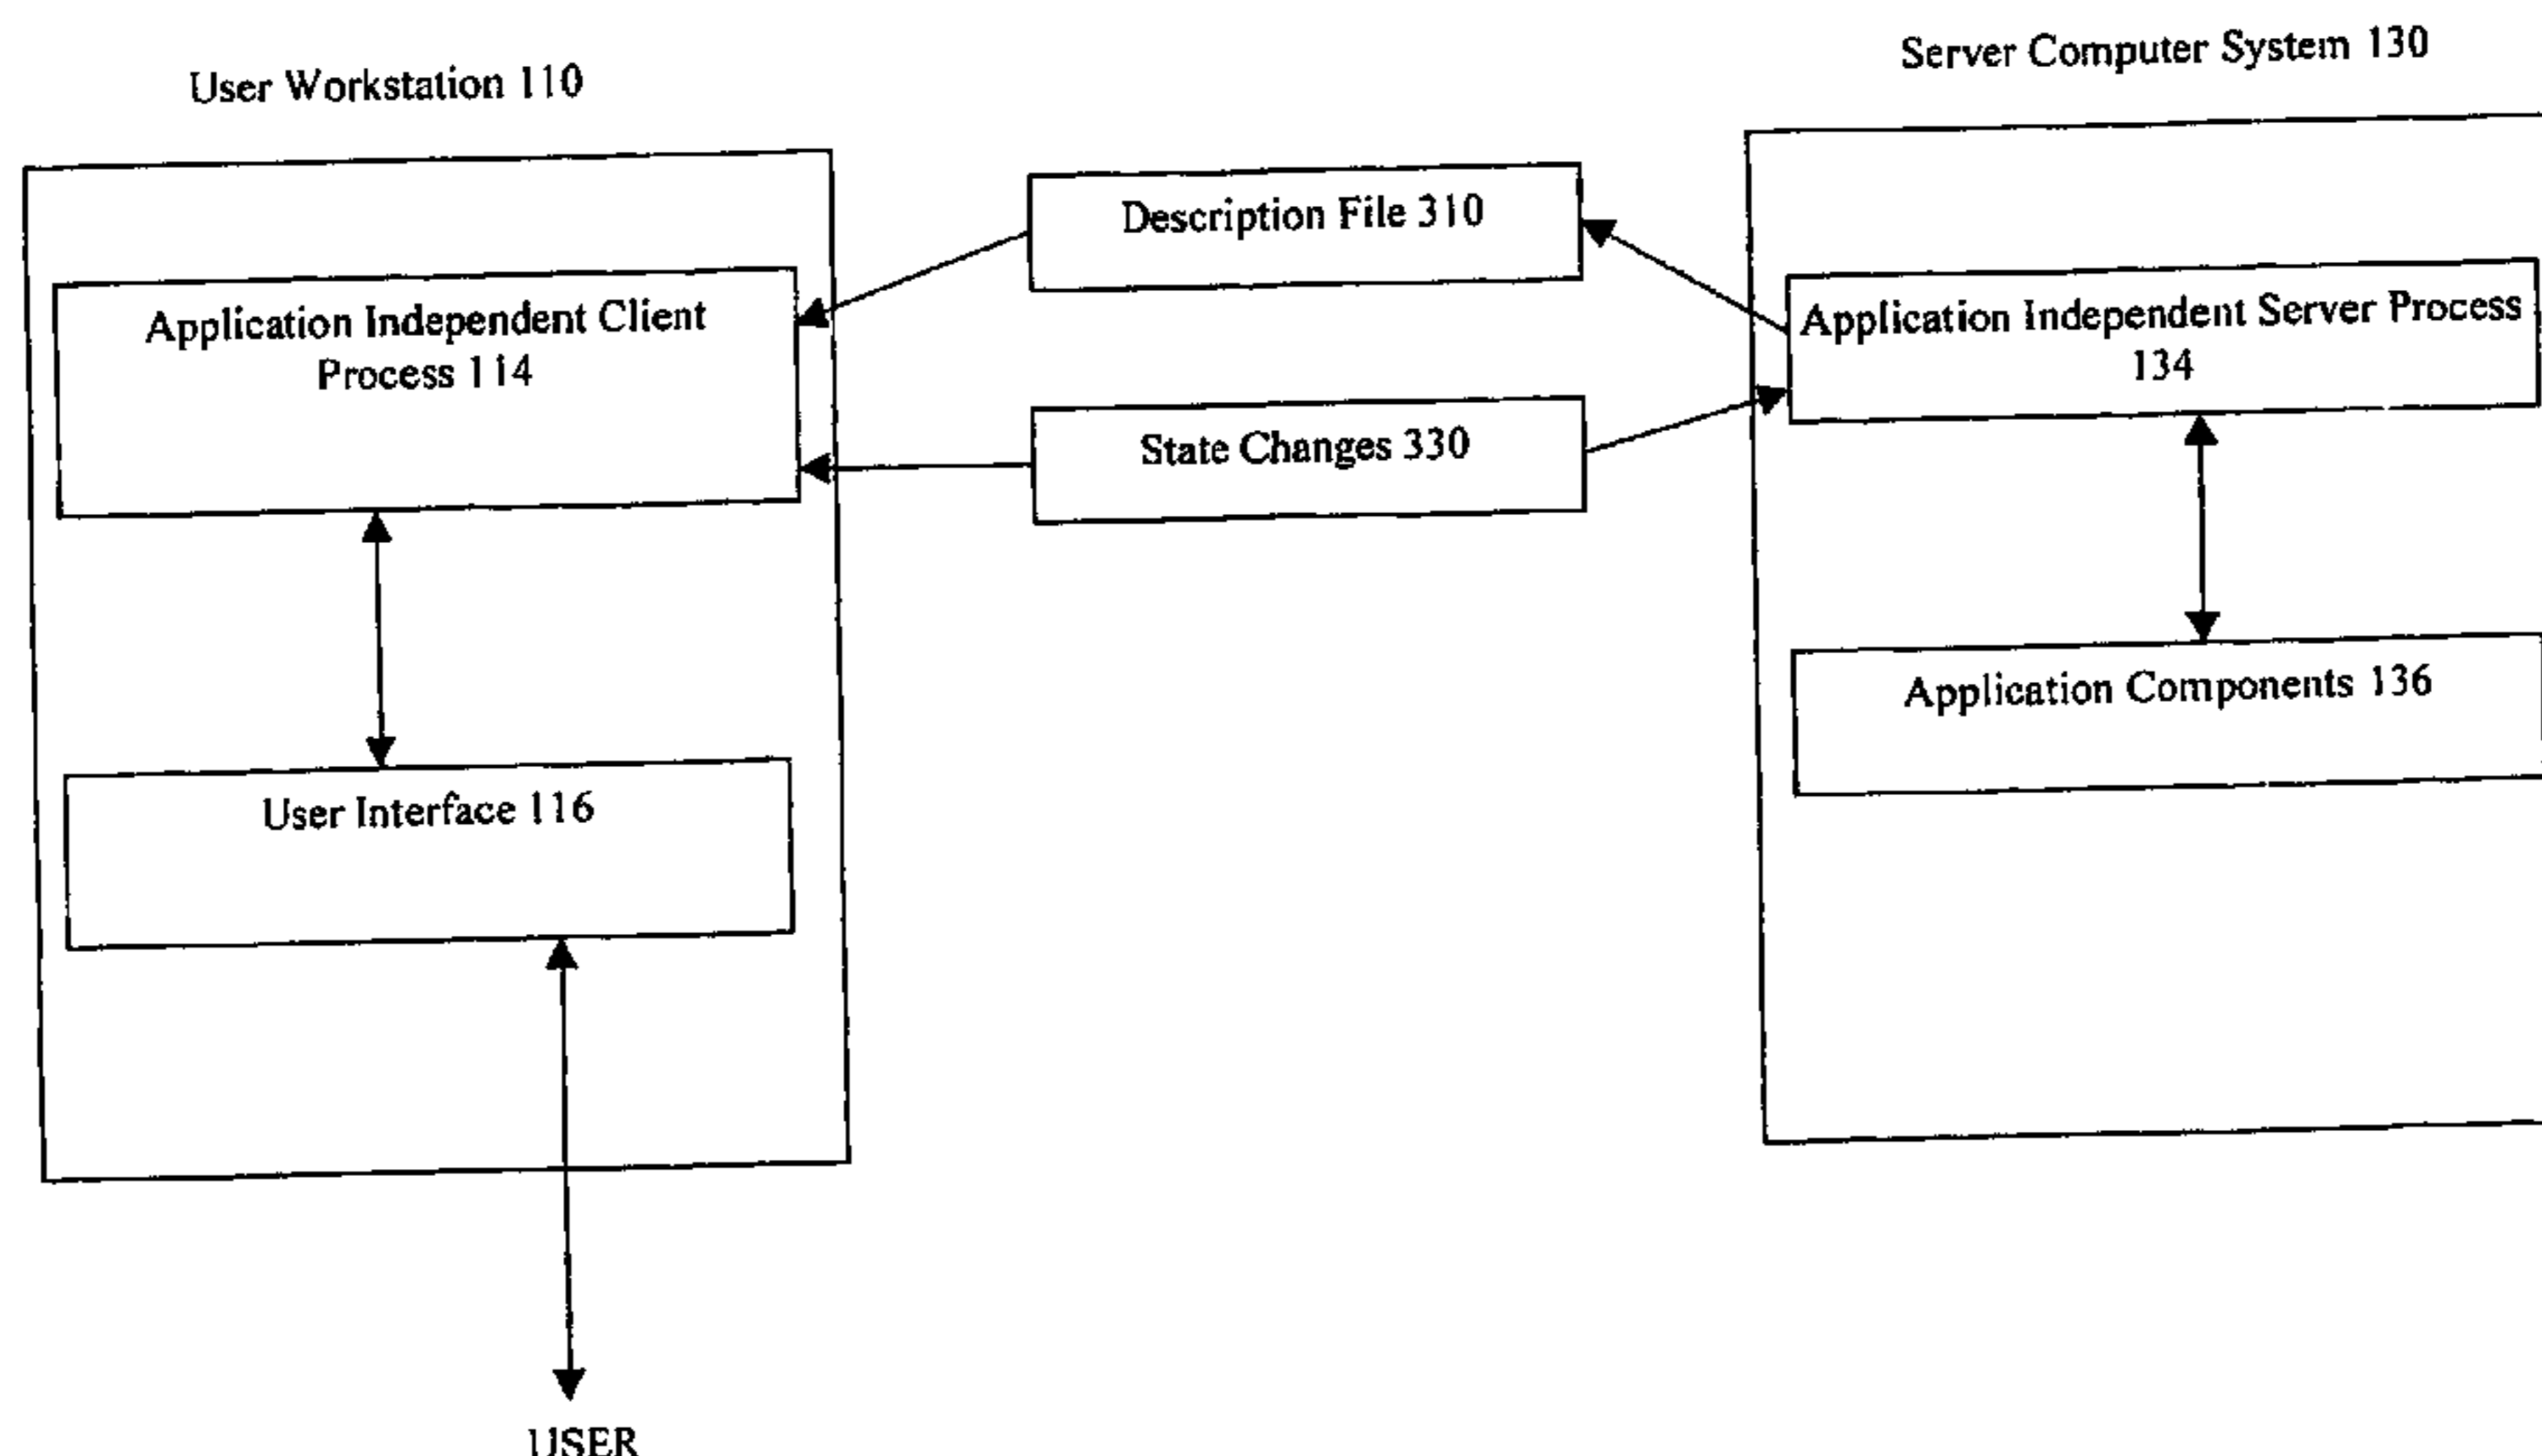 User Workstation 110
Server Computer System 130
Description File 310
Application Independent Client
Process 114
Application Independent Server Process
134
State Changes 330
Application Components 136
User Interface 116
USER